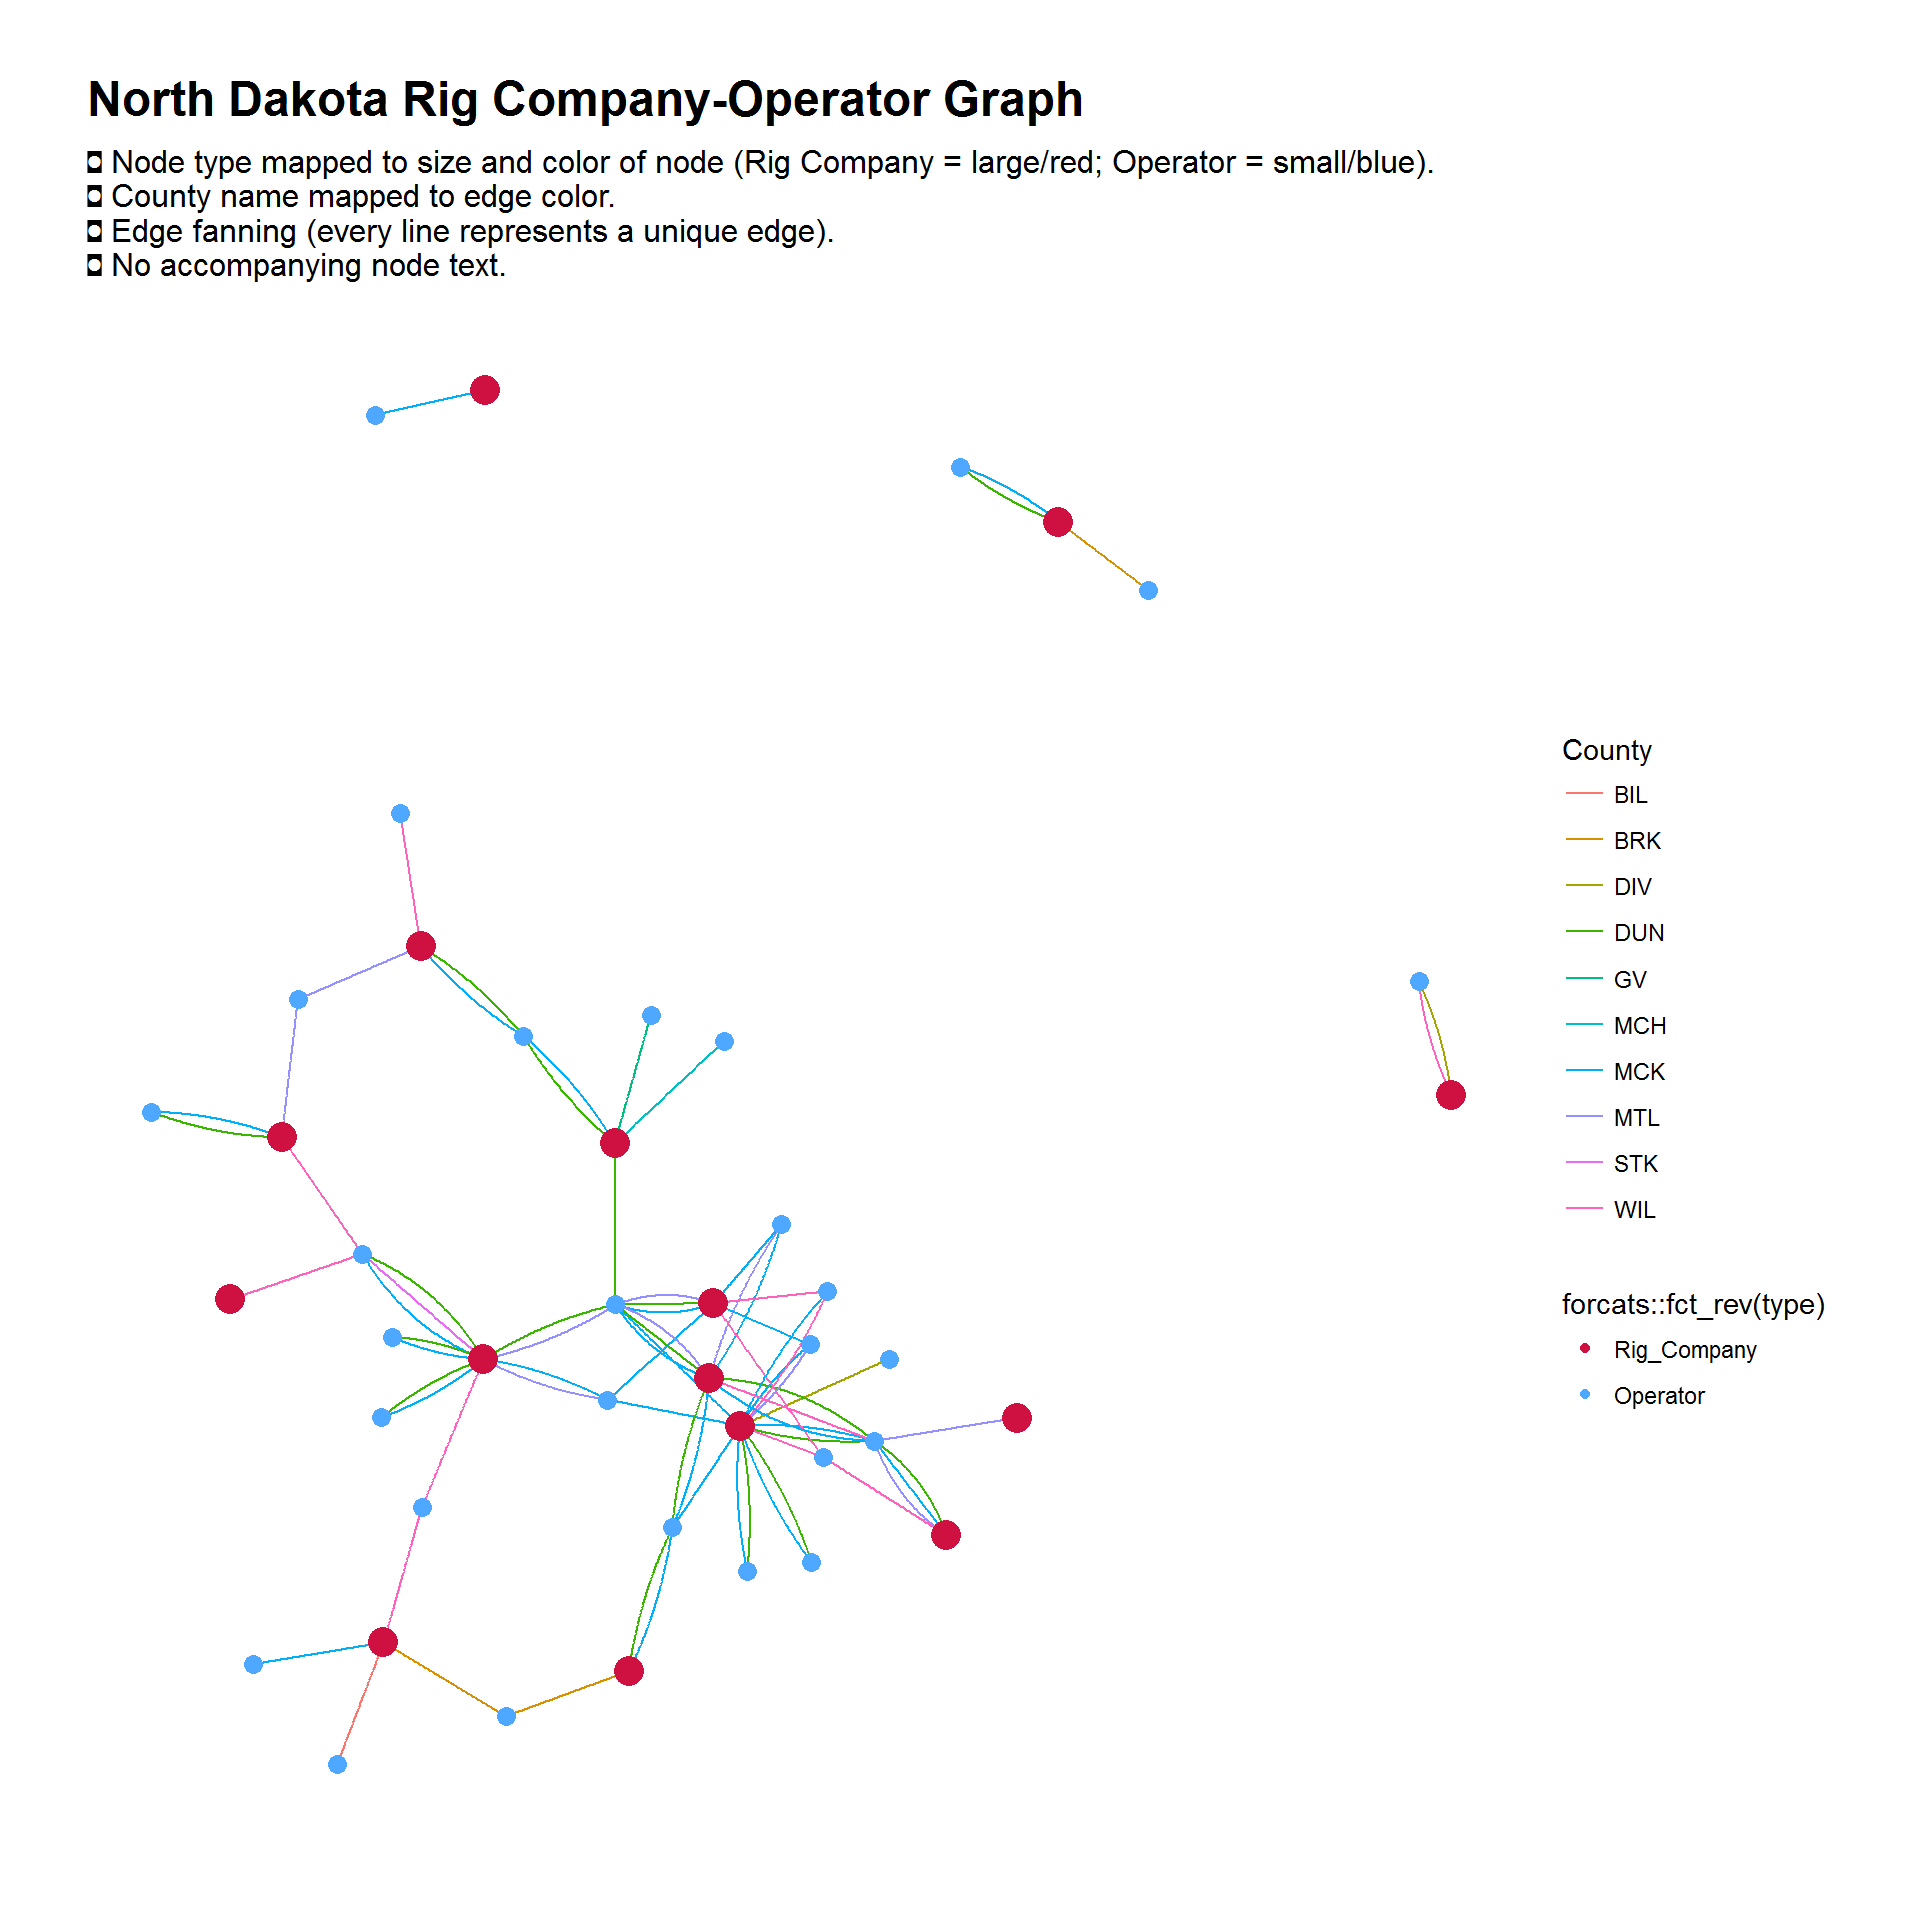 North Dakota Rig Company-Operator Graph
◘ Node type mapped to size and color of node (Rig Company = large/red; Operator = small/blue).
◘ County name mapped to edge color.
◘ Edge fanning (every line represents a unique edge).
◘ No accompanying node text.
County
BIL
BRK
DIV
DUN
GV
MCH
MCK
MTL
STK
WIL
forcats::fct_rev(type)
Rig_Company
Operator